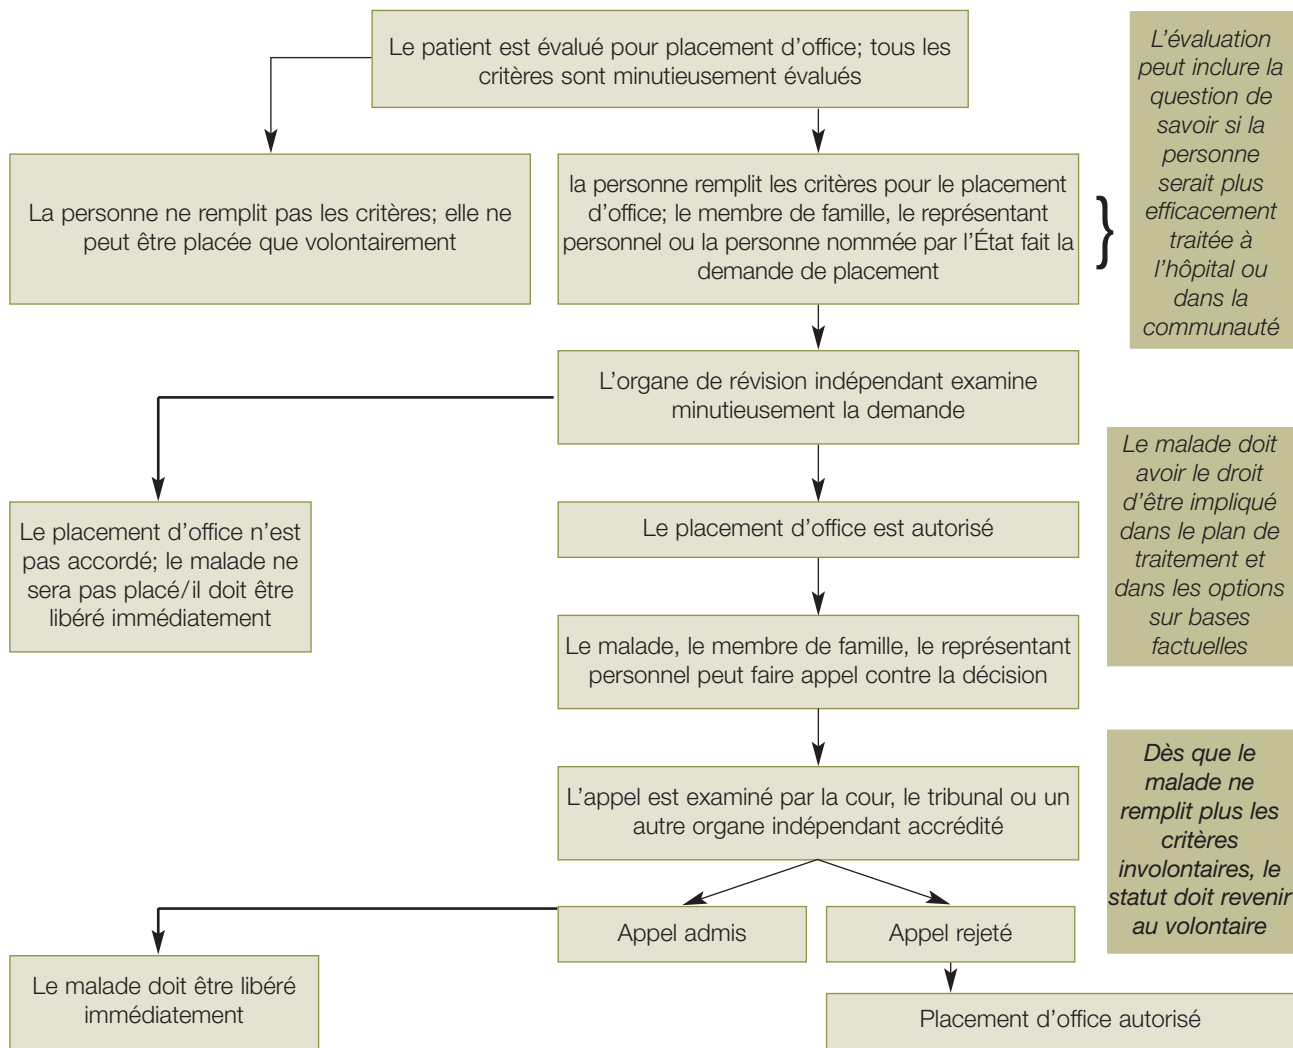 Le patient est évalué pour placement d'office; tous les
critères sont minutieusement évalués
L'évaluation
peut inclure la
question de
savoir si la
personne
serait plus
efficacement
traitée à
l'hôpital ou
dans la
communauté
La personne ne remplit pas les critères; elle ne
peut être placée que volontairement
la personne remplit les critères pour le placement
d'office; le membre de famille, le représentant
personnel ou la personne nommée par l'État fait la
demande de placement
}
L'organe de révision indépendant examine
minutieusement la demande
Le malade doit
avoir le droit
d'être impliqué
dans le plan de
traitement et
dans les options
sur bases
factuelles
Le placement d'office n'est
pas accordé; le malade ne
sera pas placé/il doit être
libéré immédiatement
Le placement d'office est autorisé
Le malade, le membre de famille, le représentant
personnel peut faire appel contre la décision
Dès que le
malade ne
remplit plus les
critères
involontaires, le
statut doit revenir
au volontaire
L'appel est examiné par la cour, le tribunal ou un
autre organe indépendant accrédité
Appel admis
Appel rejeté
Le malade doit être libéré
immédiatement
Placement d'office autorisé